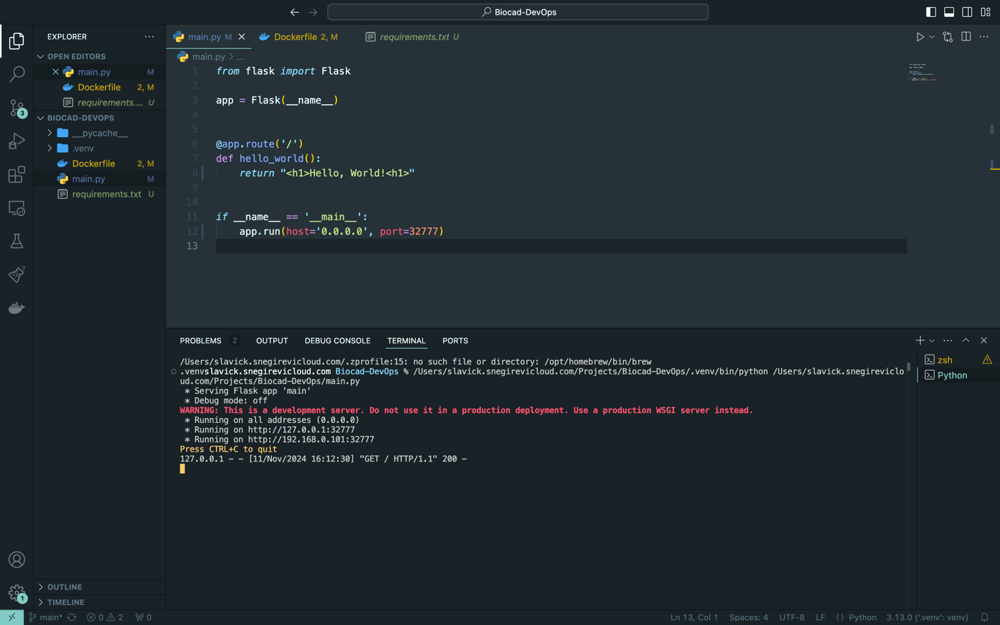 Biocad-DevOps
EXPLORER
OPEN EDITORS
main.py M
Dockerfile 2, M
requirements.... U
BIOCAD-DEVOPS
__pycache__
.venv
Dockerfile 2, M
main.py M
requirements.txt U
OUTLINE
TIMELINE
3
1
main.py M
Dockerfile 2, M
requirements.txt U
main.py > ...
1 from flask import Flask
2
3 app = Flask(__name__)
4
5
6 @app.route('/')
7 def hello_world():
8 return "<h1>Hello, World!<h1>"
9
10
11 if __name__ == '__main__':
12 app.run(host='0.0.0.0', port=32777)
13
PROBLEMS 2 OUTPUT DEBUG CONSOLE TERMINAL PORTS
/Users/slavick.snegirevicloud.com/.zprofile:15: no such file or directory: /opt/homebrew/bin/brew
.venvslavick.snegirevicloud.com Biocad-DevOps % /Users/slavick.snegirevicloud.com/Projects/Biocad-DevOps/.venv/bin/python /Users/slavick.snegireviclo
ud.com/Projects/Biocad-DevOps/main.py
* Serving Flask app 'main'
* Debug mode: off
WARNING: This is a development server. Do not use it in a production deployment. Use a production WSGI server instead.
* Running on all addresses (0.0.0.0)
* Running on http://127.0.0.1:32777
* Running on http://192.168.0.101:32777
Press CTRL+C to quit
127.0.0.1 - - [11/Nov/2024 16:12:30] "GET / HTTP/1.1" 200 -
zsh
Python
main* 0 2 0
Ln 13, Col 1 Spaces: 4 UTF-8 LF {} Python 3.13.0 ('.venv': venv)